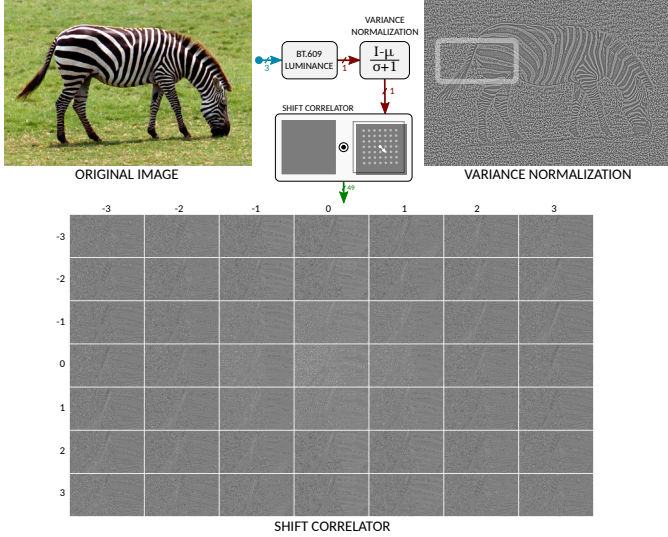 VARIANCE
NORMALIZATION
BT.609
LUMINANCE
I-μ
σ+1
3
1
1
SHIFT CORRELATOR
49
ORIGINAL IMAGE
VARIANCE NORMALIZATION
-3 -2 -1 0 1 2 3
-3
-2
-1
0
1
2
3
SHIFT CORRELATOR